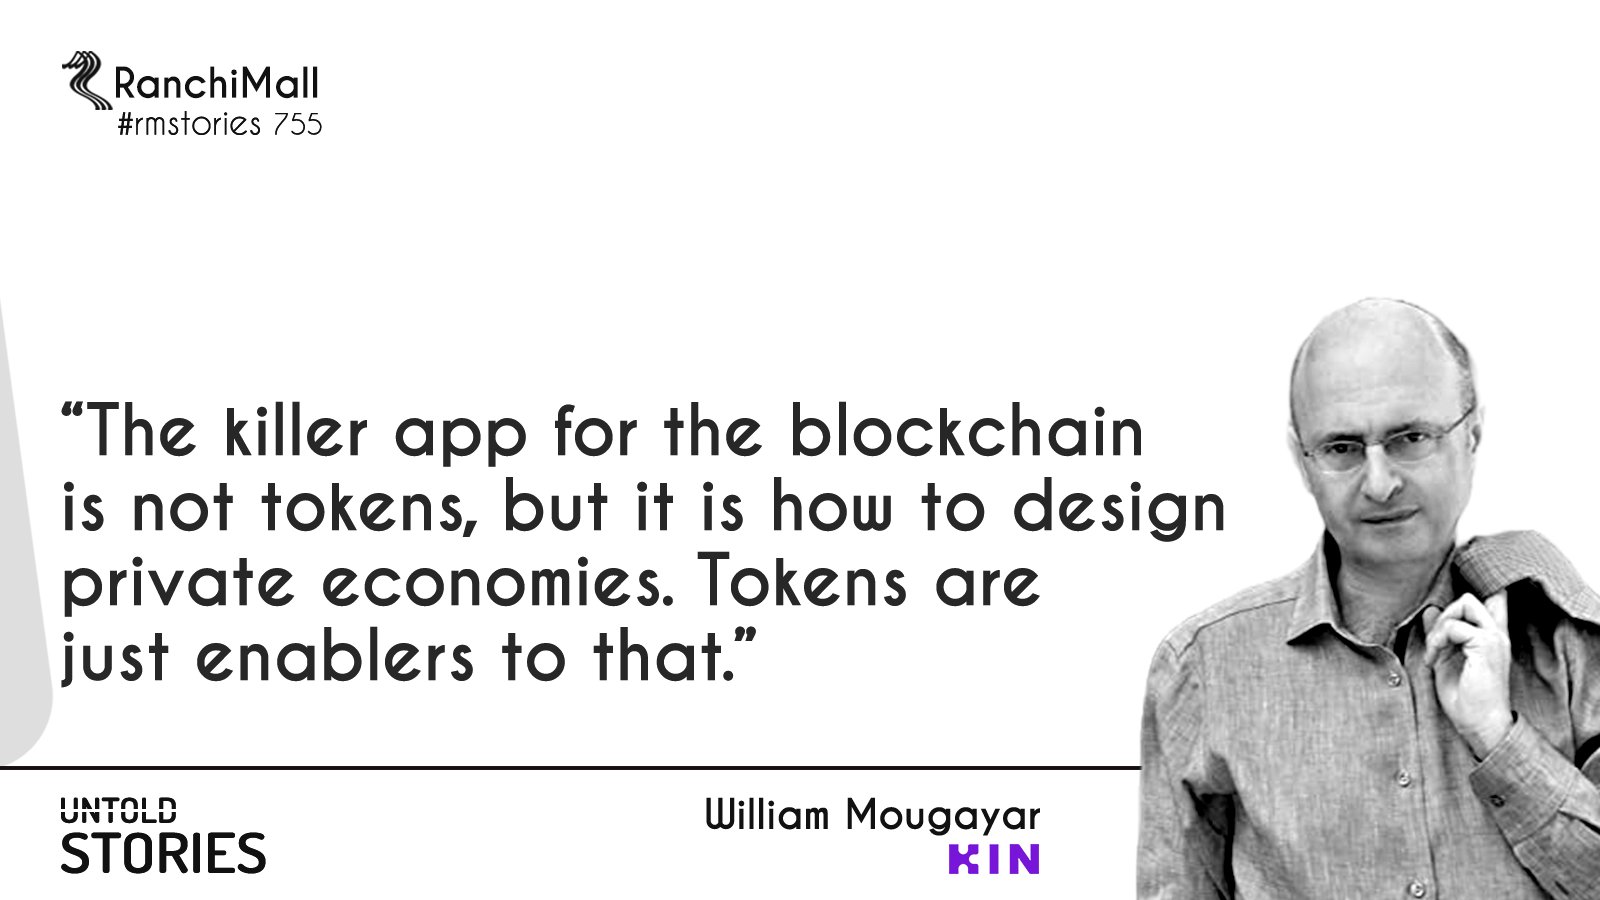 RanchiMall
#rmstories 755
“The killer app for the blockchain
is not tokens, but it is how to design
private economies. Tokens are
just enablers to that.”
UNTOLD
STORIES
William Mougayar
KIN